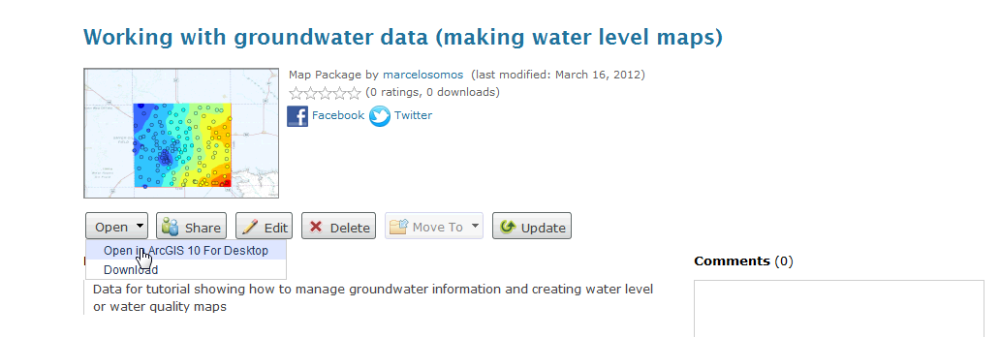 Working with groundwater data (making water level maps)
Map Package by marcelosomos (last modified: March 16, 2012)
(0 ratings, 0 downloads)
Facebook Twitter
Open Share Edit Delete Move To Update
Open in ArcGIS 10 For Desktop
Download
Comments (0)
Data for tutorial showing how to manage groundwater information and creating water level
or water quality maps